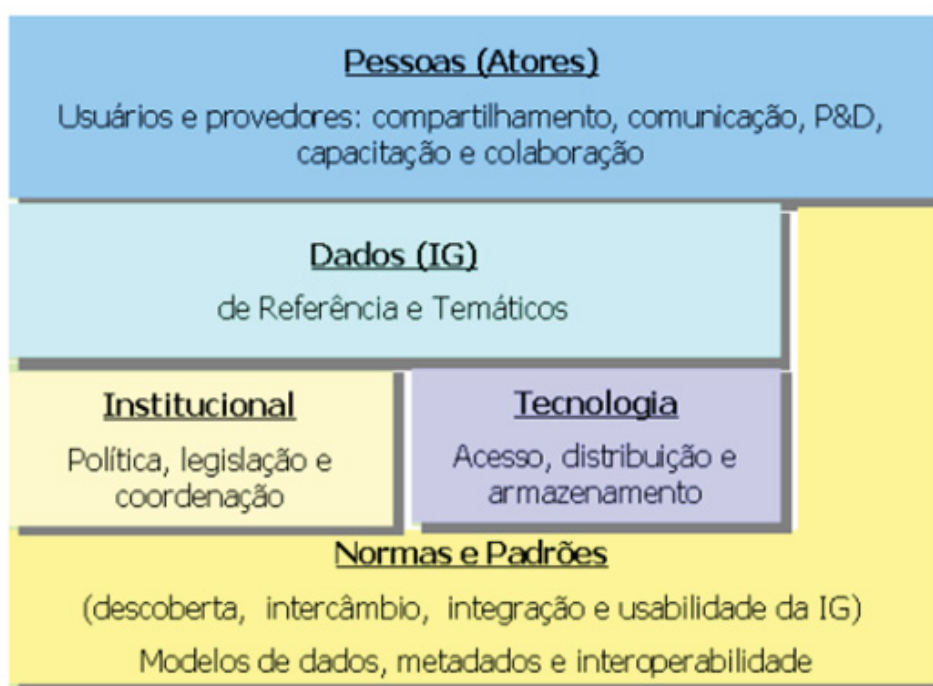 Pessoas (Atores)
Usuários e provedores: compartilhamento, comunicação, P&D,
capacitação e colaboração
Dados (IG)
de Referência e Temáticos
Institucional
Política, legislação e
coordenação
Tecnologia
Acesso, distribuição e
armazenamento
Normas e Padrões
(descoberta, intercâmbio, integração e usabilidade da IG)
Modelos de dados, metadados e interoperabilidade